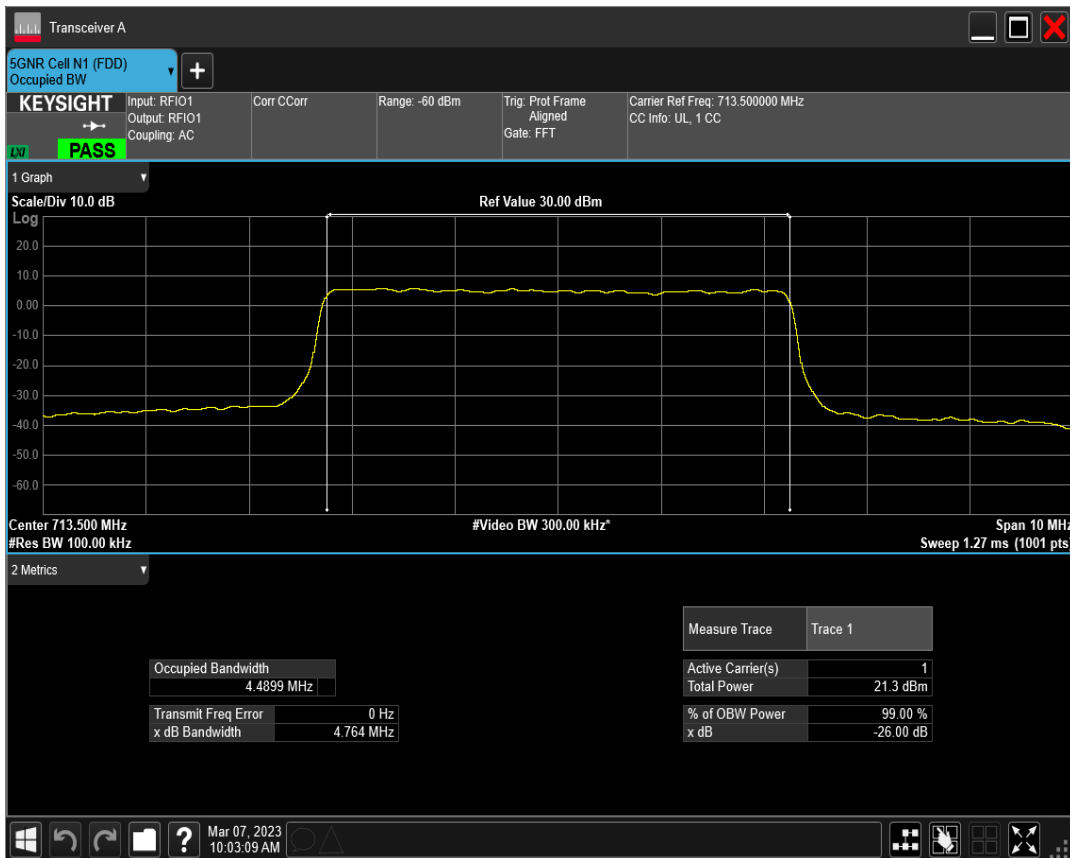 Transceiver A
5GNR Cell N1 (FDD)
Occupied BW
+
KEYSIGHT
LXI
PASS
Input: RFIO1
Output: RFIO1
Coupling: AC
Corr CCorr
Range: -60 dBm
Trig: Prot Frame
Aligned
Gate: FFT
Carrier Ref Freq: 713.500000 MHz
CC Info: UL, 1 CC
1 Graph
Scale/Div 10.0 dB
Ref Value 30.00 dBm
Log
20.0
10.0
0.00
-10.0
-20.0
-30.0
-40.0
-50.0
-60.0
Center 713.500 MHz
#Video BW 300.00 kHz*
Span 10 MHz
#Res BW 100.00 kHz
Sweep 1.27 ms (1001 pts)
2 Metrics
Measure Trace Trace 1
Occupied Bandwidth
4.4899 MHz
Active Carrier(s) 1
Total Power 21.3 dBm
Transmit Freq Error 0 Hz
x dB Bandwidth 4.764 MHz
% of OBW Power 99.00 %
x dB -26.00 dB
?
Mar 07, 2023
10:03:09 AM